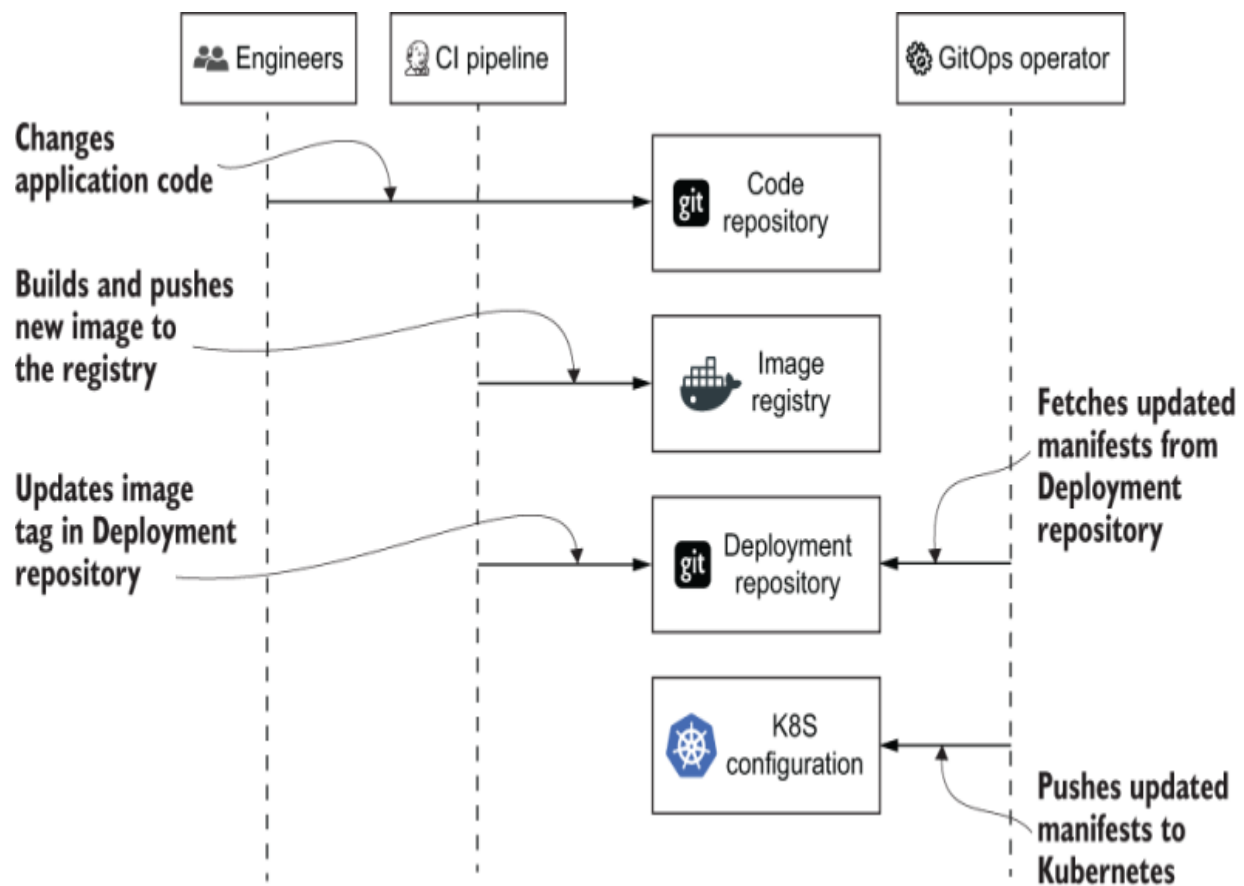 Engineers
CI pipeline
GitOps operator
Changes
application code
git
Code
repository
Builds and pushes
new image to
the registry
Image
registry
Fetches updated
manifests from
Deployment
repository
Updates image
tag in Deployment
repository
git
Deployment
repository
K8S
configuration
Pushes updated
manifests to
Kubernetes